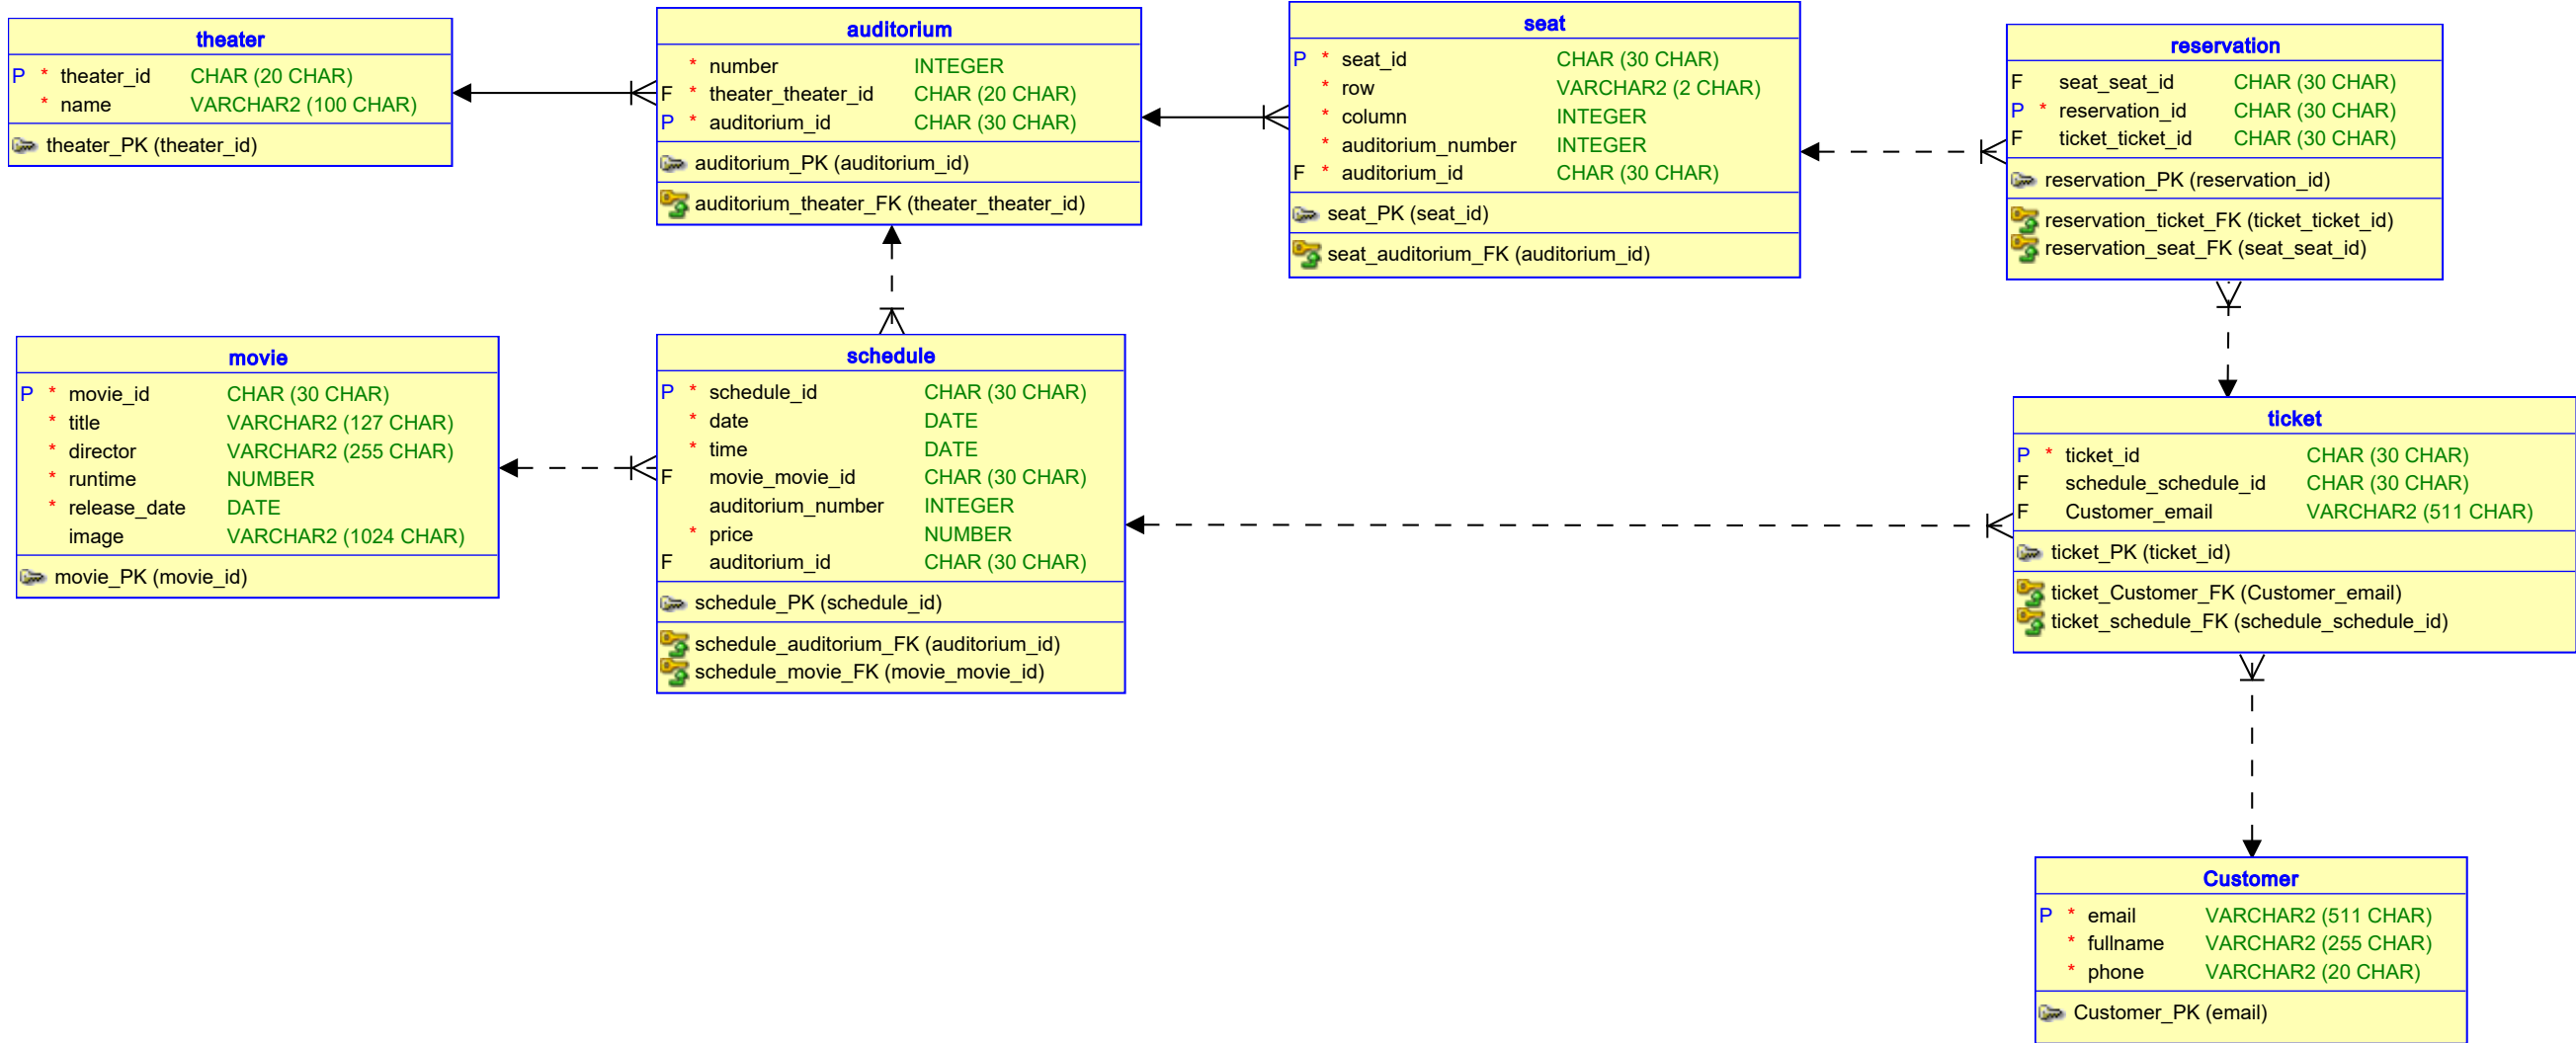 theater
P * theater_id CHAR (20 CHAR)
* name VARCHAR2 (100 CHAR)
theater_PK (theater_id)
auditorium
* number INTEGER
F * theater_theater_id CHAR (20 CHAR)
P * auditorium_id CHAR (30 CHAR)
auditorium_PK (auditorium_id)
auditorium_theater_FK (theater_theater_id)
seat
P * seat_id CHAR (30 CHAR)
* row VARCHAR2 (2 CHAR)
* column INTEGER
* auditorium_number INTEGER
F * auditorium_id CHAR (30 CHAR)
seat_PK (seat_id)
seat_auditorium_FK (auditorium_id)
reservation
F seat_seat_id CHAR (30 CHAR)
P * reservation_id CHAR (30 CHAR)
F ticket_ticket_id CHAR (30 CHAR)
reservation_PK (reservation_id)
reservation_ticket_FK (ticket_ticket_id)
reservation_seat_FK (seat_seat_id)
movie
P * movie_id CHAR (30 CHAR)
* title VARCHAR2 (127 CHAR)
* director VARCHAR2 (255 CHAR)
* runtime NUMBER
* release_date DATE
image VARCHAR2 (1024 CHAR)
movie_PK (movie_id)
schedule
P * schedule_id CHAR (30 CHAR)
* date DATE
* time DATE
F movie_movie_id CHAR (30 CHAR)
auditorium_number INTEGER
* price NUMBER
F auditorium_id CHAR (30 CHAR)
schedule_PK (schedule_id)
schedule_auditorium_FK (auditorium_id)
schedule_movie_FK (movie_movie_id)
ticket
P * ticket_id CHAR (30 CHAR)
F schedule_schedule_id CHAR (30 CHAR)
F Customer_email VARCHAR2 (511 CHAR)
ticket_PK (ticket_id)
ticket_Customer_FK (Customer_email)
ticket_schedule_FK (schedule_schedule_id)
Customer
P * email VARCHAR2 (511 CHAR)
* fullname VARCHAR2 (255 CHAR)
* phone VARCHAR2 (20 CHAR)
Customer_PK (email)